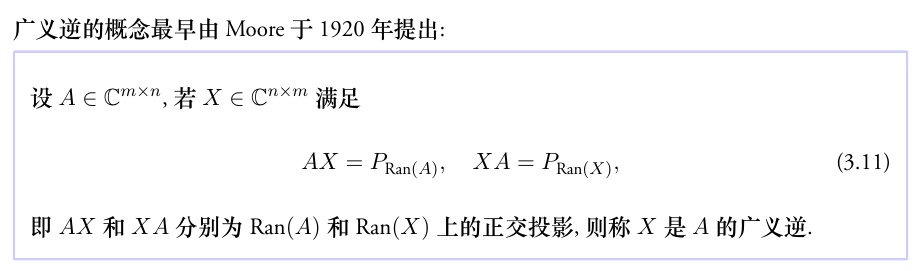 广义逆的概念最早由 Moore 于 1920 年提出:
设 $A \in \mathbb{C}^{m \times n}$, 若 $X \in \mathbb{C}^{n \times m}$ 满足
$AX = P_{\mathrm{Ran}(A)}, \quad XA = P_{\mathrm{Ran}(X)},$ (3.11)
即 $AX$ 和 $XA$ 分别为 $\mathrm{Ran}(A)$ 和 $\mathrm{Ran}(X)$ 上的正交投影, 则称 $X$ 是 $A$ 的广义逆.